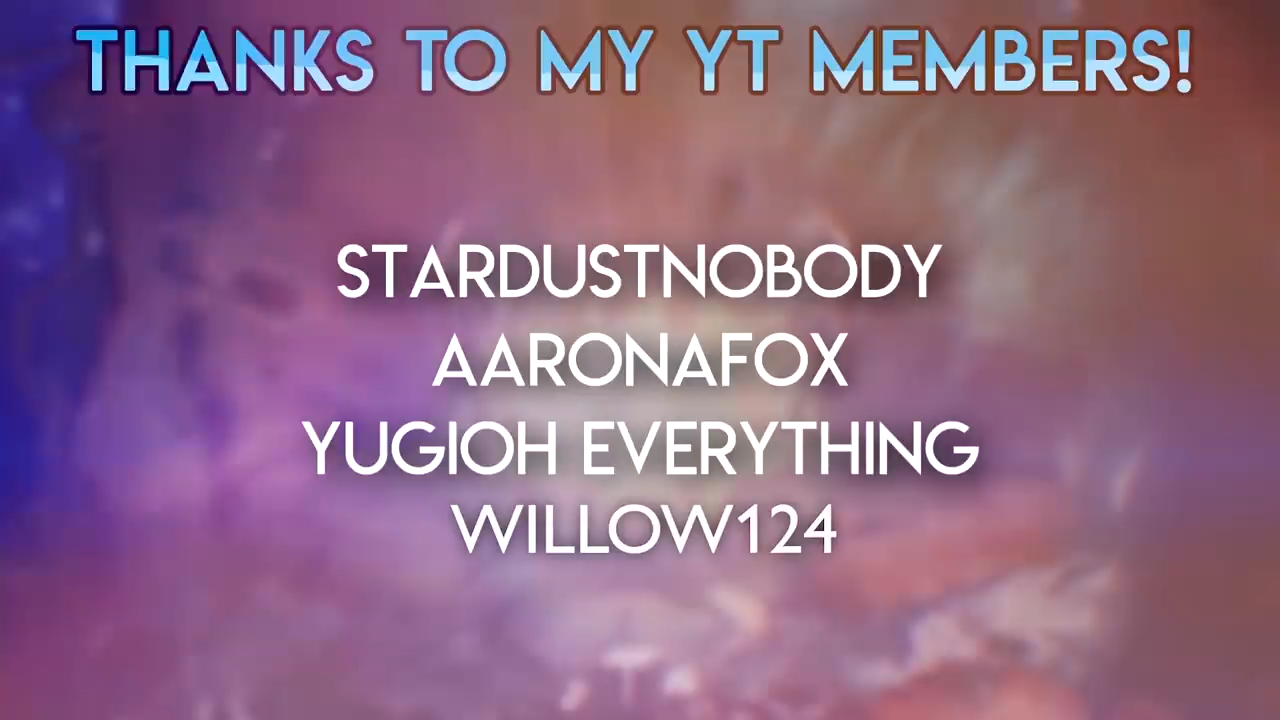 THANKS TO MY YT MEMBERS!
STARDUSTNOBODY
AARONAFOX
YUGIOH EVERYTHING
WILLOW124